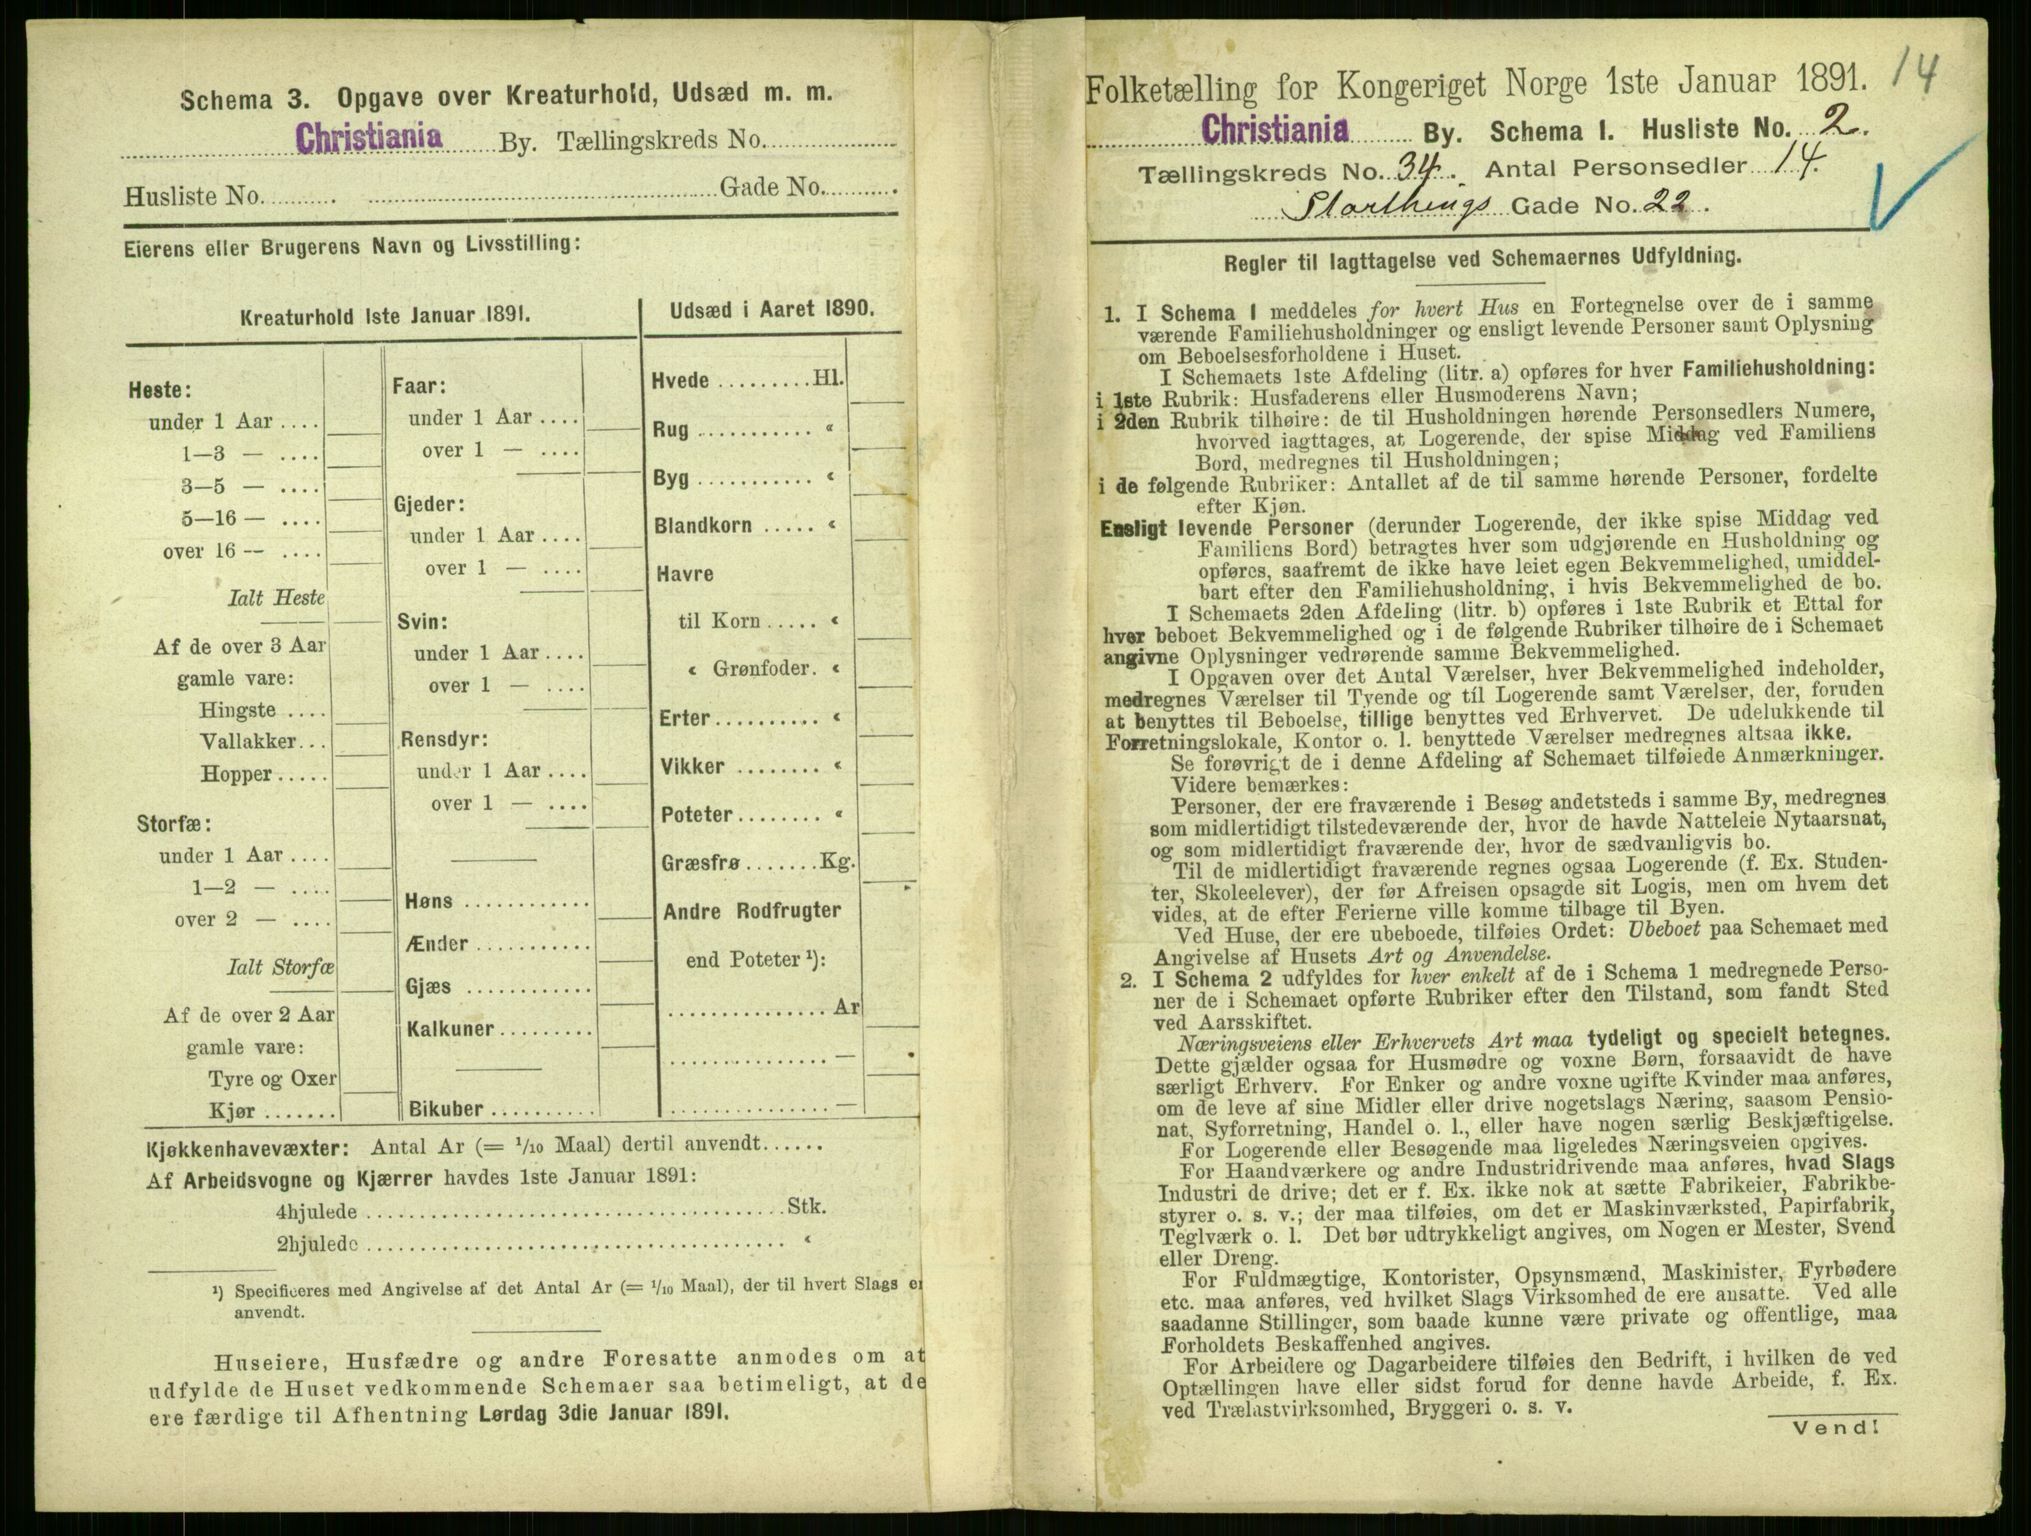 Schema 3. Opgave over Kreaturhold, Udsæd m. m.
Christiania By. Tællingskreds No.
Husliste No. Gade No.
Eierens eller Brugerens Navn og Livsstilling:
Kreaturhold 1ste Januar 1891.
Heste:
under 1 Aar ....
1—3 — ....
3—5 — ....
5—16 — ....
over 16 — ....
Ialt Heste
Af de over 3 Aar
gamle vare:
Hingste ....
Vallakker...
Hopper.....
Storfæ:
under 1 Aar ....
1—2 — ....
over 2 — ....
Ialt Storfæ
Af de over 2 Aar
gamle vare:
Tyre og Oxer
Kjør .......
Faar:
under 1 Aar ....
over 1 — ....
Gjeder:
under 1 Aar ....
over 1 — ....
Svin:
under 1 Aar ....
over 1 — ....
Rensdyr:
under 1 Aar ....
over 1 — ....
Høns ............
Ænder ...........
Gjæs ............
Kalkuner.........
Bikuber ..........
Udsæd i Aaret 1890.
Hvede .........Hl.
Rug ........... «
Byg ........... «
Blandkorn ..... «
Havre
til Korn ..... «
« Grønfoder. «
Erter.......... «
Vikker ........ «
Poteter........ «
Græsfrø .......Kg.
Andre Rodfrugter
end Poteter ¹):
............... Ar
............... —
............... —
Kjøkkenhavevæxter: Antal Ar (= 1/10 Maal) dertil anvendt......
Af Arbeidsvogne og Kjærrer havdes 1ste Januar 1891:
4hjulede ........................................Stk.
2hjulede ........................................ «
¹) Specificeres med Angivelse af det Antal Ar (= 1/10 Maal), der til hvert Slags er
anvendt.
Huseiere, Husfædre og andre Foresatte anmodes om at
udfylde de Huset vedkommende Schemaer saa betimeligt, at de
ere færdige til Afhentning Lørdag 3die Januar 1891.
14
Folketælling for Kongeriget Norge 1ste Januar 1891.
Christiania By. Schema 1. Husliste No. 2.
Tællingskreds No. 34. Antal Personsedler 14.
Storthings Gade No. 22.
Regler til Iagttagelse ved Schemaernes Udfyldning.
1. I Schema 1 meddeles for hvert Hus en Fortegnelse over de i samme
værende Familiehusholdninger og ensligt levende Personer samt Oplysning
om Beboelsesforholdene i Huset.
I Schemaets 1ste Afdeling (litr. a) opføres for hver Familiehusholdning:
i 1ste Rubrik: Husfaderens eller Husmoderens Navn;
i 2den Rubrik tilhøire: de til Husholdningen hørende Personsedlers Numere,
hvorved iagttages, at Logerende, der spise Middag ved Familiens
Bord, medregnes til Husholdningen;
i de følgende Rubriker: Antallet af de til samme hørende Personer, fordelte
efter Kjøn.
Ensligt levende Personer (derunder Logerende, der ikke spise Middag ved
Familiens Bord) betragtes hver som udgjørende en Husholdning og
opføres, saafremt de ikke have leiet egen Bekvemmelighed, umiddel-
bart efter den Familiehusholdning, i hvis Bekvemmelighed de bo.
I Schemaets 2den Afdeling (litr. b) opføres i 1ste Rubrik et Ettal for
hver beboet Bekvemmelighed og i de følgende Rubriker tilhøire de i Schemaet
angivne Oplysninger vedrørende samme Bekvemmelighed.
I Opgaven over det Antal Værelser, hver Bekvemmelighed indeholder,
medregnes Værelser til Tyende og til Logerende samt Værelser, der, foruden
at benyttes til Beboelse, tillige benyttes ved Erhvervet. De udelukkende til
Forretningslokale, Kontor o. l. benyttede Værelser medregnes altsaa ikke.
Se forøvrigt de i denne Afdeling af Schemaet tilføiede Anmærkninger.
Videre bemærkes:
Personer, der ere fraværende i Besøg andetsteds i samme By, medregnes
som midlertidigt tilstedeværende der, hvor de havde Natteleie Nytaarsnat,
og som midlertidigt fraværende der, hvor de sædvanligvis bo.
Til de midlertidigt fraværende regnes ogsaa Logerende (f. Ex. Studen-
ter, Skoleelever), der før Afreisen opsagde sit Logis, men om hvem det
vides, at de efter Ferierne ville komme tilbage til Byen.
Ved Huse, der ere ubeboede, tilføies Ordet: Ubeboet paa Schemaet med
Angivelse af Husets Art og Anvendelse.
2. I Schema 2 udfyldes for hver enkelt af de i Schema 1 medregnede Perso-
ner de i Schemaet opførte Rubriker efter den Tilstand, som fandt Sted
ved Aarsskiftet.
Næringsveiens eller Erhvervets Art maa tydeligt og specielt betegnes.
Dette gjælder ogsaa for Husmødre og voxne Børn, forsaavidt de have
særligt Erhverv. For Enker og andre voxne ugifte Kvinder maa anføres,
om de leve af sine Midler eller drive nogetslags Næring, saasom Pensio-
nat, Syforretning, Handel o. l., eller have nogen særlig Beskjæftigelse.
For Logerende eller Besøgende maa ligeledes Næringsveien opgives.
For Haandværkere og andre Industridrivende maa anføres, hvad Slags
Industri de drive; det er f. Ex. ikke nok at sætte Fabrikeier, Fabrikbe-
styrer o. s. v.; der maa tilføies, om det er Maskinværksted, Papirfabrik,
Teglværk o. l. Det bør udtrykkeligt angives, om Nogen er Mester, Svend
eller Dreng.
For Fuldmægtige, Kontorister, Opsynsmænd, Maskinister, Fyrbødere
etc. maa anføres, ved hvilket Slags Virksomhed de ere ansatte. Ved alle
saadanne Stillinger, som baade kunne være private og offentlige, maa
Forholdets Beskaffenhed angives.
For Arbeidere og Dagarbeidere tilføies den Bedrift, i hvilken de ved
Optællingen have eller sidst forud for denne havde Arbeide, f. Ex.
ved Trælastvirksomhed, Bryggeri o. s. v.
Vend!